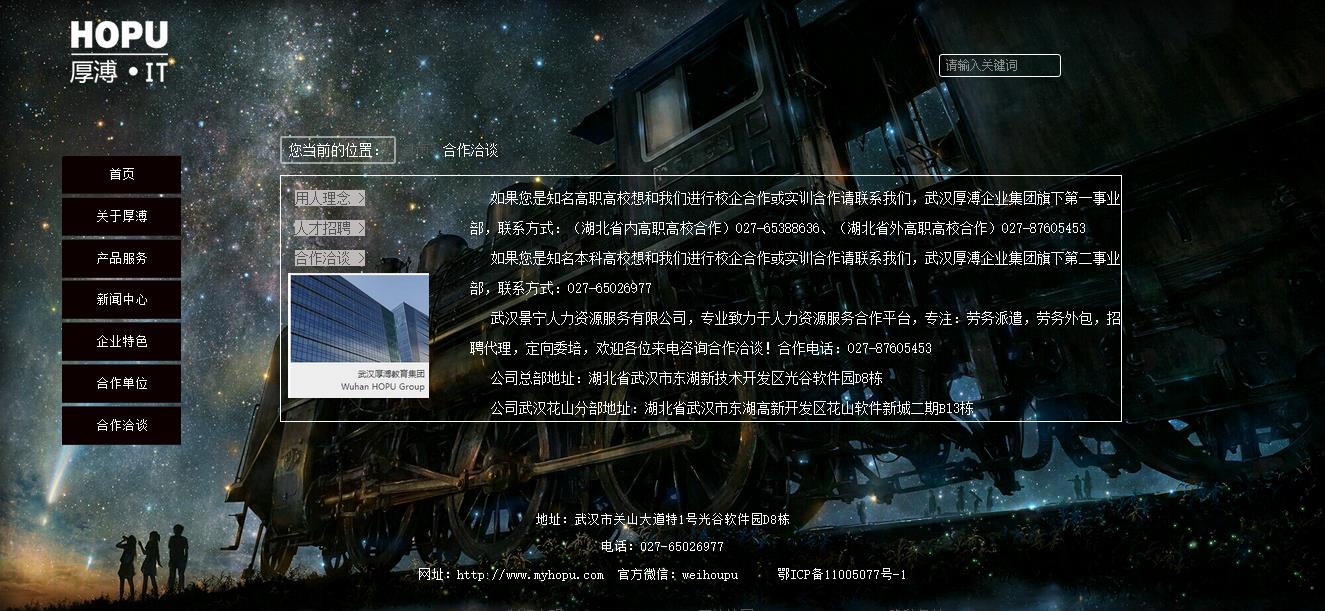 HOPU
厚溥•IT
请输入关键词
您当前的位置：
合作洽谈
首页
关于厚溥
产品服务
新闻中心
企业特色
合作单位
合作洽谈
用人理念 >
人才招聘 >
合作洽谈 >
武汉厚溥教育集团
Wuhan HOPU Group
如果您是知名高职高校想和我们进行校企合作或实训合作请联系我们，武汉厚溥企业集团旗下第一事业
部，联系方式：（湖北省内高职高校合作）027-65388636、（湖北省外高职高校合作）027-87605453
如果您是知名本科高校想和我们进行校企合作或实训合作请联系我们，武汉厚溥企业集团旗下第二事业
部，联系方式：027-65026977
武汉景宁人力资源服务有限公司，专业致力于人力资源服务合作平台，专注：劳务派遣，劳务外包，招
聘代理，定向委培，欢迎各位来电咨询合作洽谈！合作电话：027-87605453
公司总部地址：湖北省武汉市东湖新技术开发区光谷软件园D8栋
公司武汉花山分部地址：湖北省武汉市东湖高新开发区花山软件新城二期B13栋
地址：武汉市关山大道特1号光谷软件园D8栋
电话：027-65026977
网址：http://www.myhopu.com 官方微信：weihoupu 鄂ICP备11005077号-1